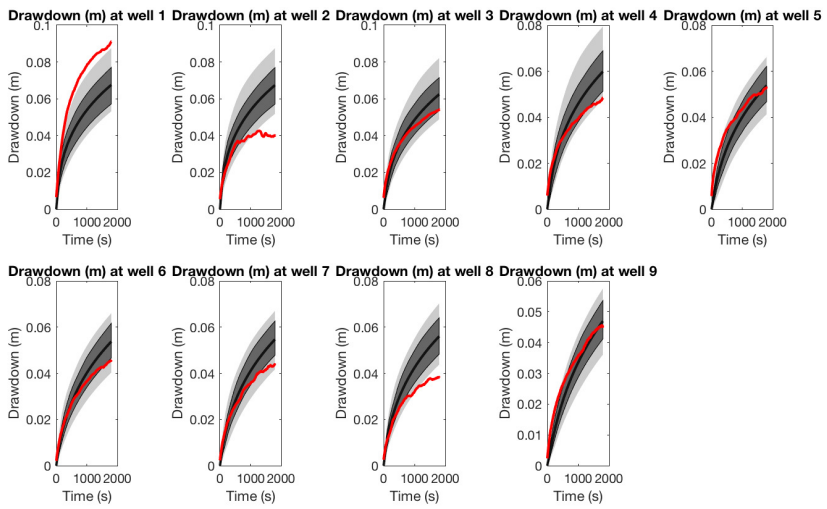 Drawdown (m) at well 1 Drawdown (m) at well 2 Drawdown (m) at well 3 Drawdown (m) at well 4 Drawdown (m) at well 5
0.1 0.1 0.1 0.08 0.08
0.08 0.08 0.08 0.06 0.06
0.06 0.06 0.06 0.04 0.04
0.04 0.04 0.04 0.02 0.02
0.02 0.02 0.02
0 0 0 0 0
Drawdown (m) Drawdown (m) Drawdown (m) Drawdown (m) Drawdown (m)
0 1000 2000 0 1000 2000 0 1000 2000 0 1000 2000 0 1000 2000
Time (s) Time (s) Time (s) Time (s) Time (s)
Drawdown (m) at well 6 Drawdown (m) at well 7 Drawdown (m) at well 8 Drawdown (m) at well 9
0.08 0.08 0.08 0.06
0.06 0.06 0.06 0.05
0.04 0.04 0.04 0.04
0.02 0.02 0.02 0.03
0.02
0.01
0 0 0 0
Drawdown (m) Drawdown (m) Drawdown (m) Drawdown (m)
0 1000 2000 0 1000 2000 0 1000 2000 0 1000 2000
Time (s) Time (s) Time (s) Time (s)